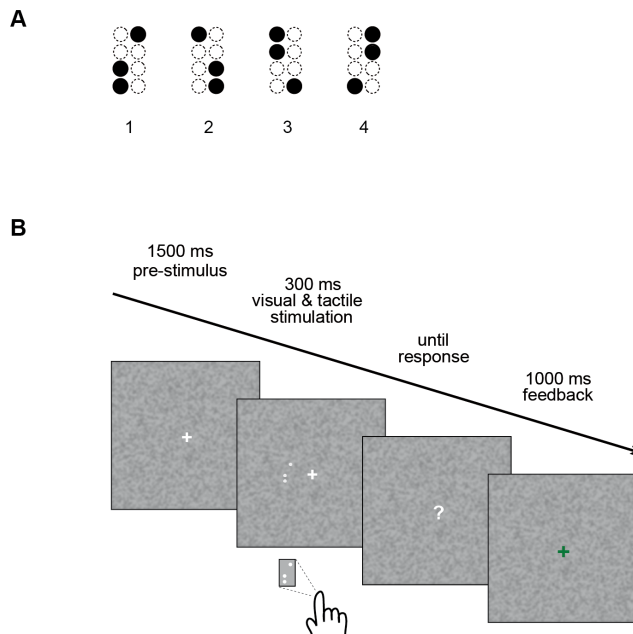 A
1 2 3 4
B
1500 ms
pre-stimulus
300 ms
visual & tactile
stimulation
until
response
1000 ms
feedback
?